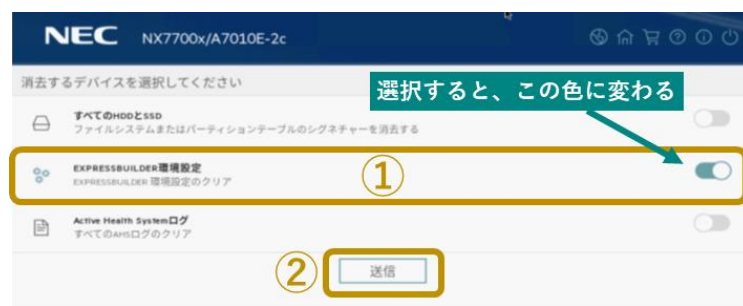 NEC NX7700x/A7010E-2c
消去するデバイスを選択してください
選択すると、この色に変わる
すべてのHDDとSSD
ファイルシステムまたはパーティションテーブルのシグネチャーを消去する
EXPRESSBUILDER環境設定
EXPRESSBUILDER 環境設定のクリア
①
Active Health Systemログ
すべてのAHSログのクリア
②
送信